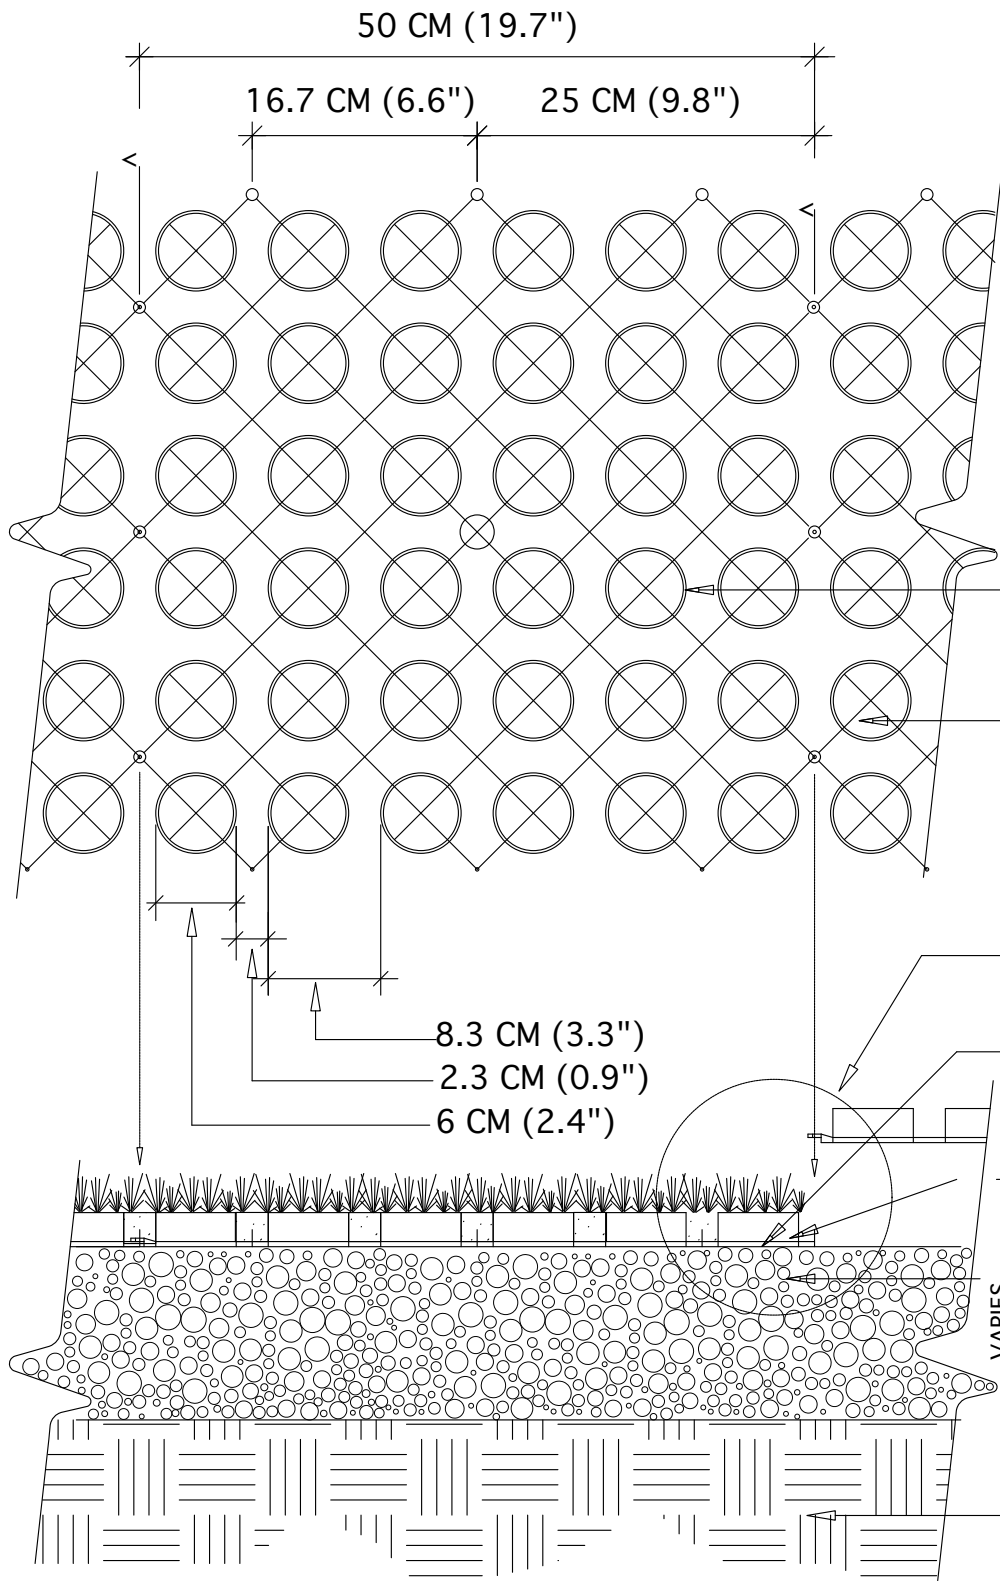 50 CM (19.7")
16.7 CM (6.6")
25 CM (9.8")
8.3 CM (3.3")
2.3 CM (0.9")
6 CM (2.4")
VARIES